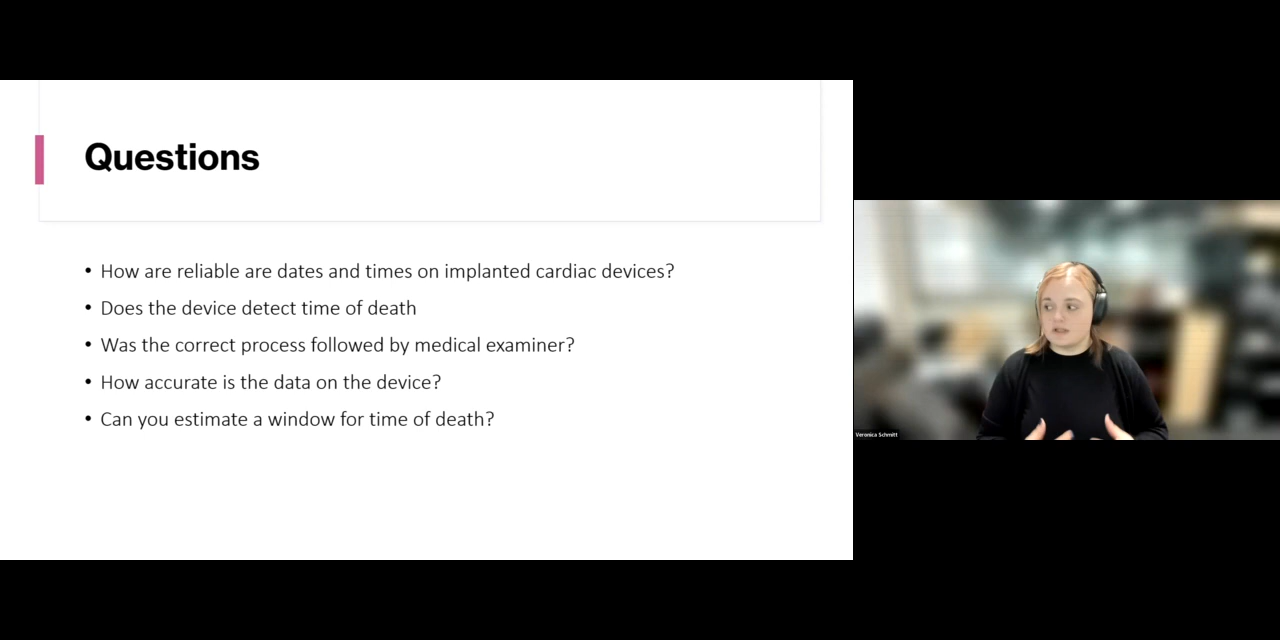 Questions
• How are reliable are dates and times on implanted cardiac devices?
• Does the device detect time of death
• Was the correct process followed by medical examiner?
• How accurate is the data on the device?
• Can you estimate a window for time of death?
Veronica Schmitt